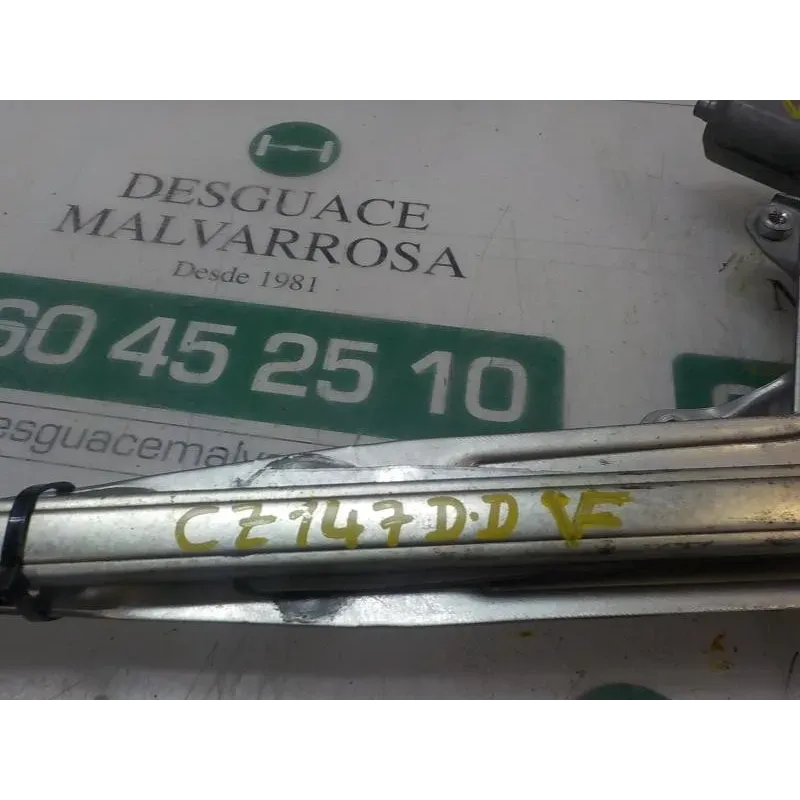 DESGUACE
MALVARROSA
Desde 1981
60 45 25 10
esguacemalv
CZ147D.D VF